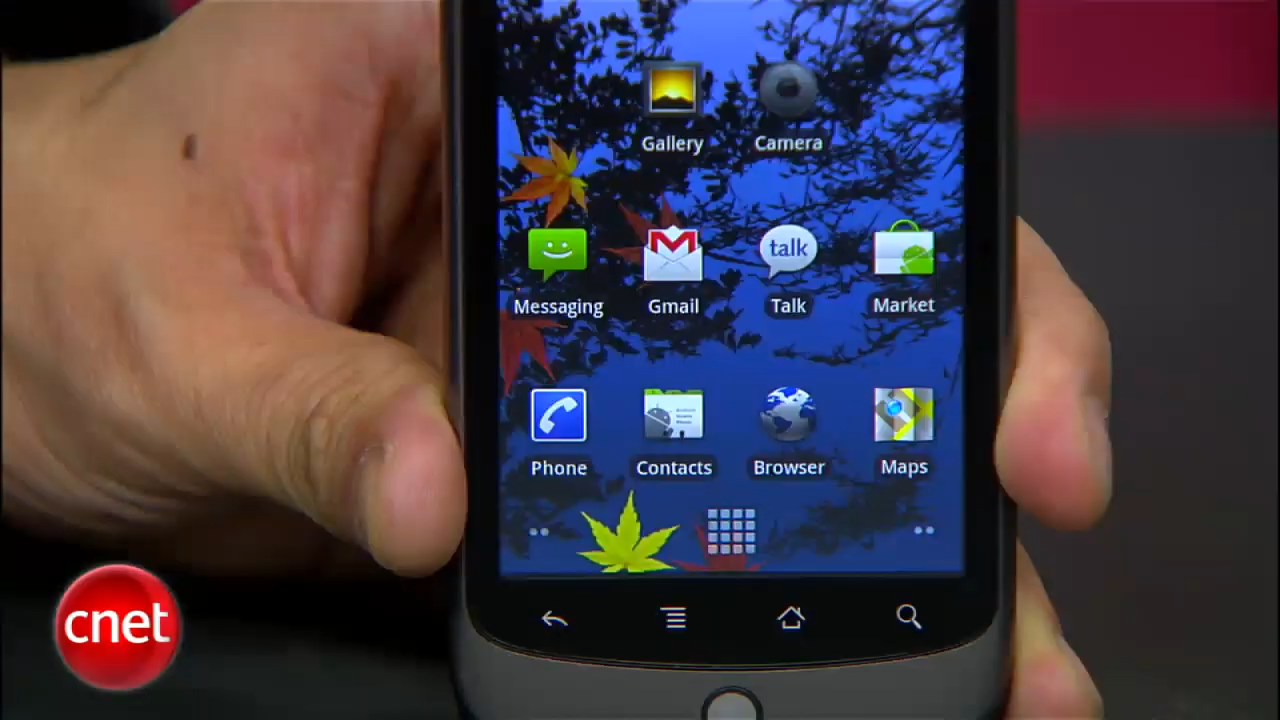 Gallery
Camera
talk
Messaging
Gmail
Talk
Market
Phone
Contacts
Browser
Maps
cnet